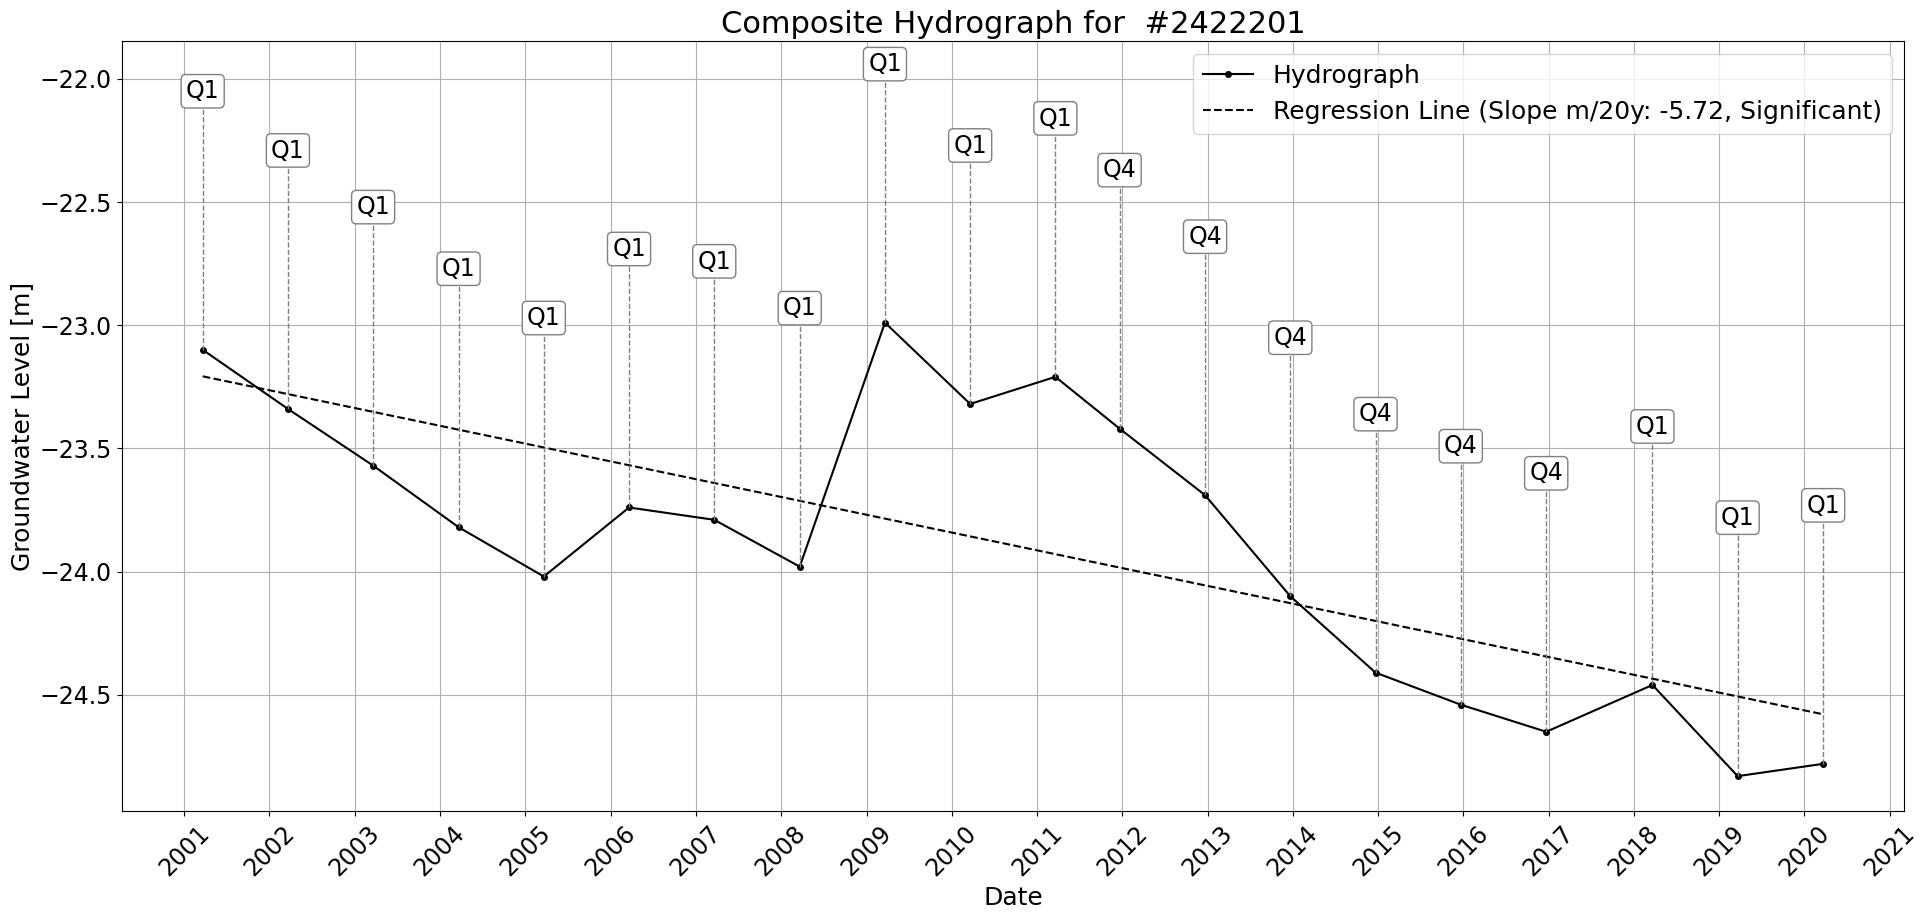 Composite Hydrograph for  #2422201
Hydrograph
Regression Line (Slope m/20y: -5.72, Significant)
Groundwater Level [m]
−22.0
−22.5
−23.0
−23.5
−24.0
−24.5
Q1
Q1
Q1
Q1
Q1
Q1
Q1
Q1
Q1
Q1
Q1
Q4
Q4
Q4
Q4
Q4
Q4
Q1
Q1
Q1
2001
2002
2003
2004
2005
2006
2007
2008
2009
2010
2011
2012
2013
2014
2015
2016
2017
2018
2019
2020
2021
Date